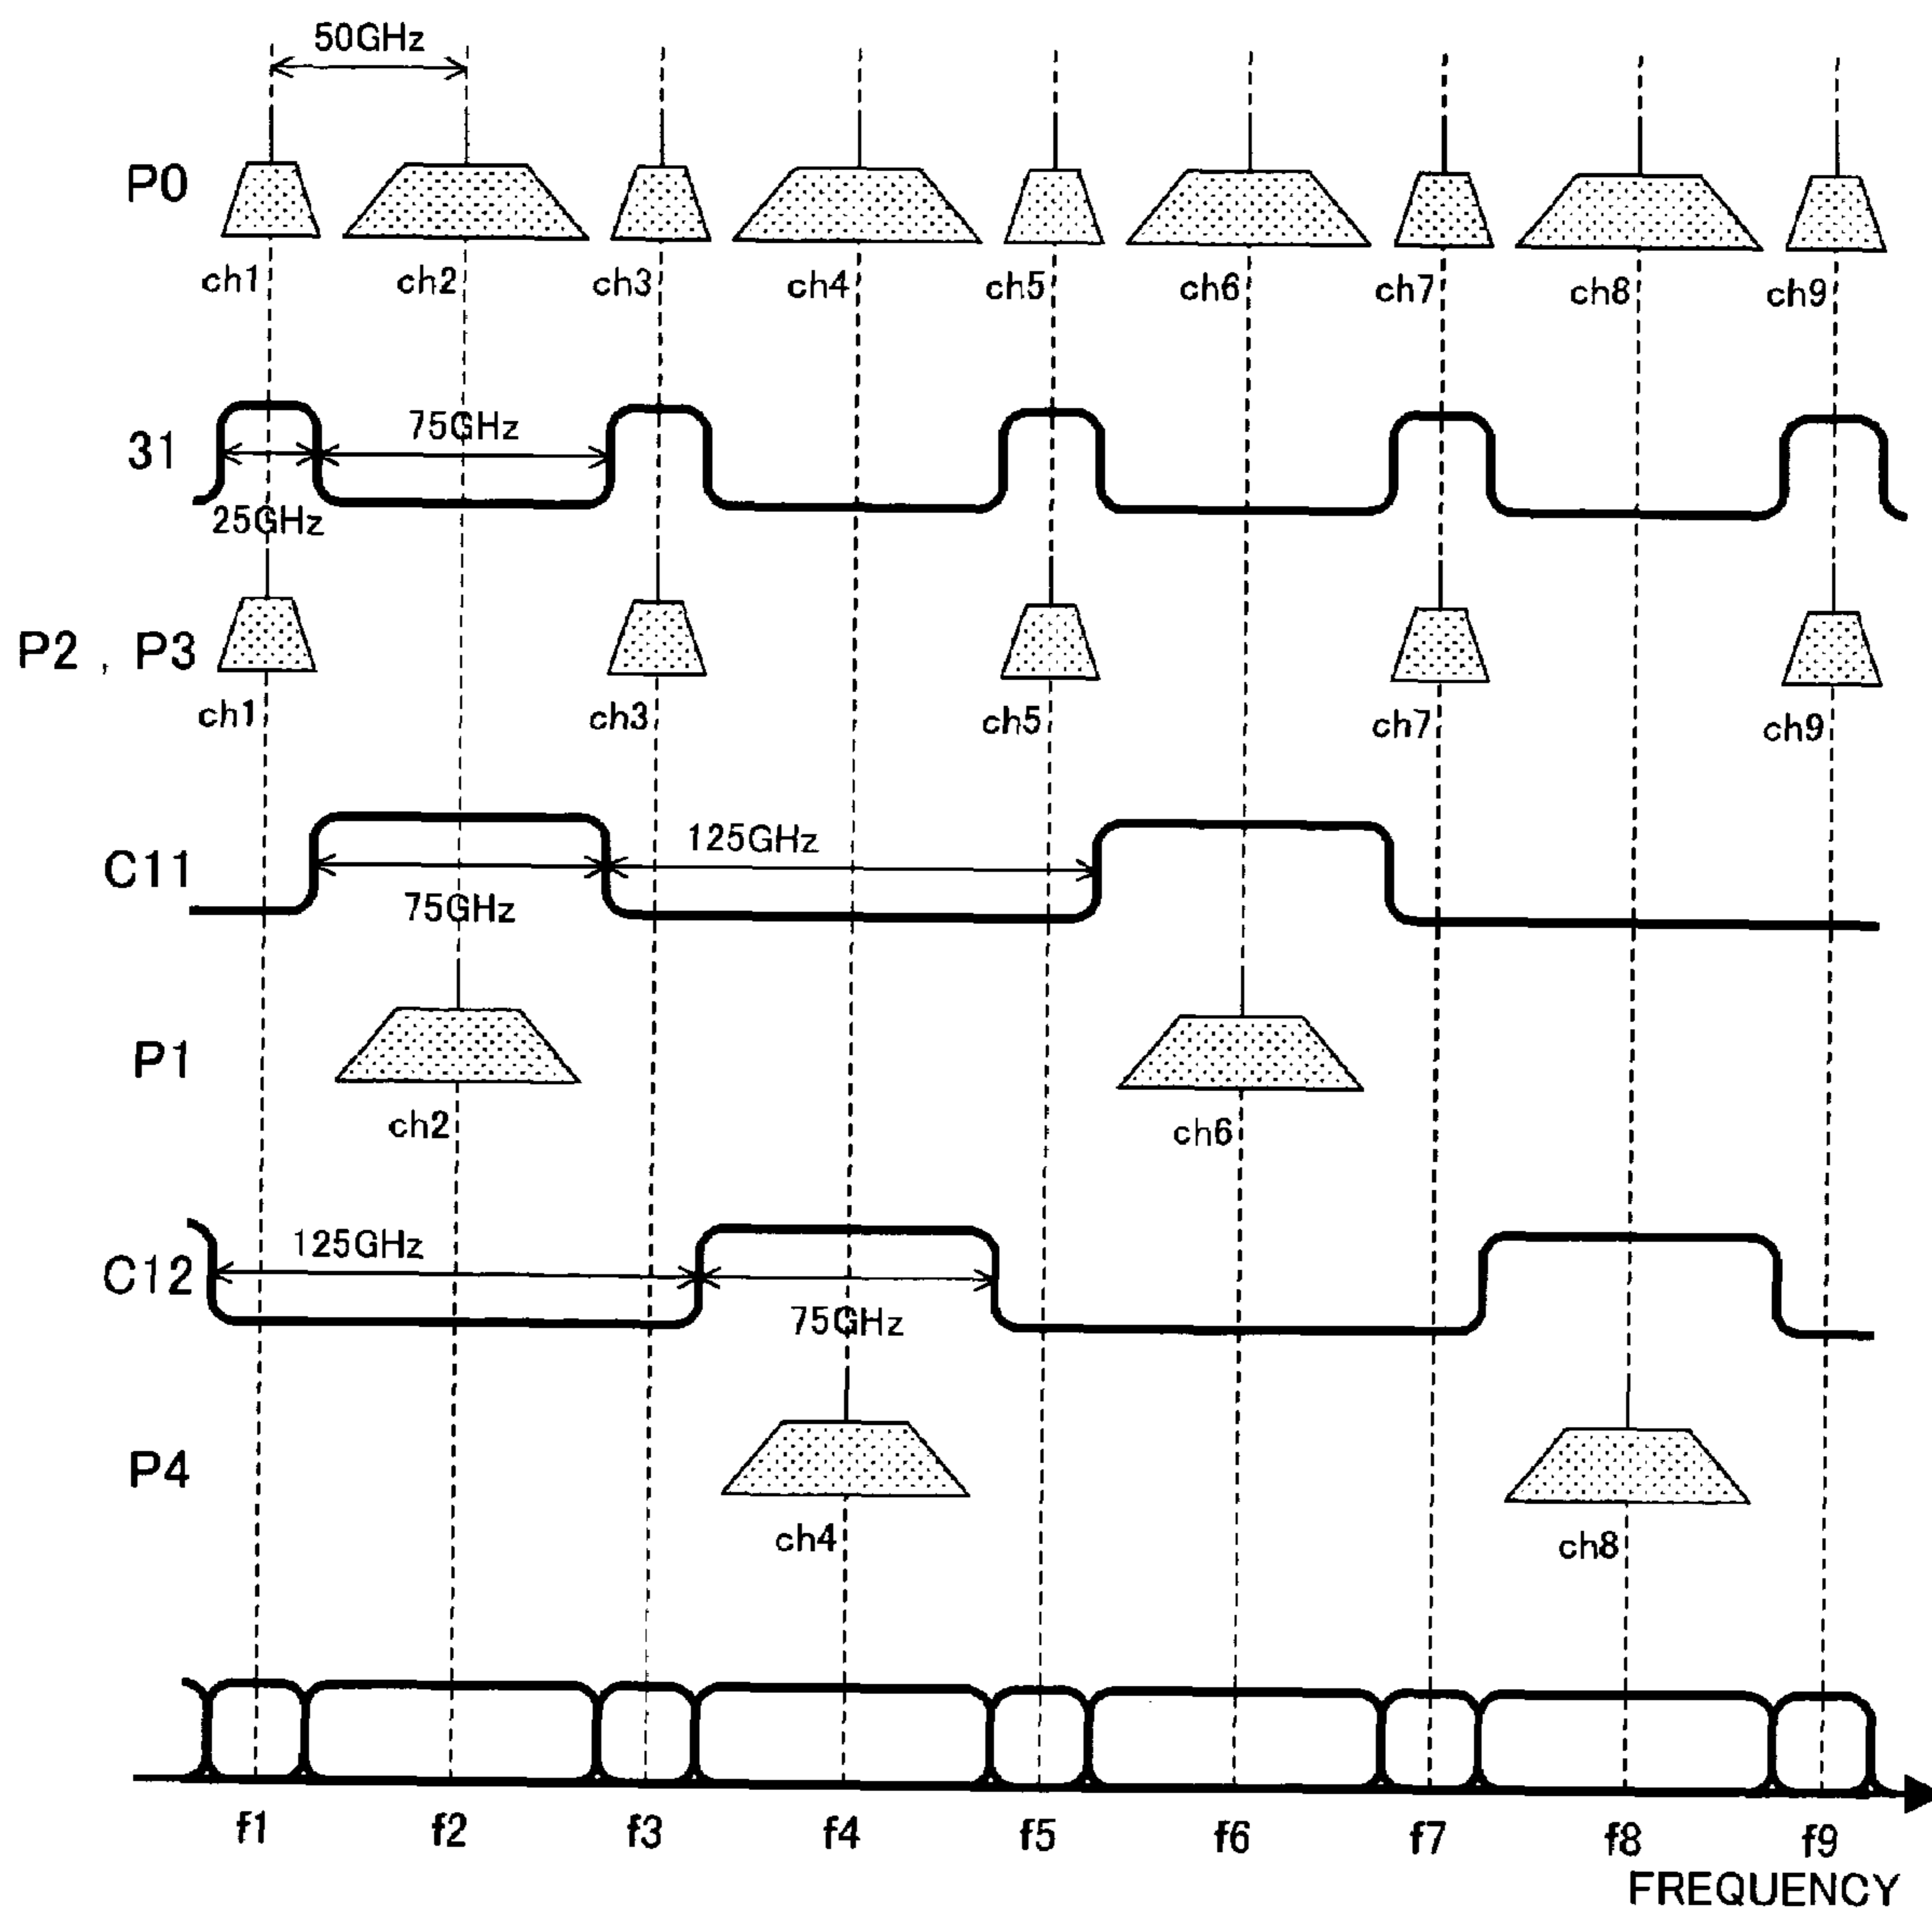 50GHz
P0
ch1 ch2 ch3 ch4 ch5 ch6 ch7 ch8 ch9
31
75GHz
25GHz
P2 , P3
ch1 ch3 ch5 ch7 ch9
C11
125GHz
75GHz
P1
ch2 ch6
C12
125GHz
75GHz
P4
ch4 ch8
f1 f2 f3 f4 f5 f6 f7 f8 f9
FREQUENCY